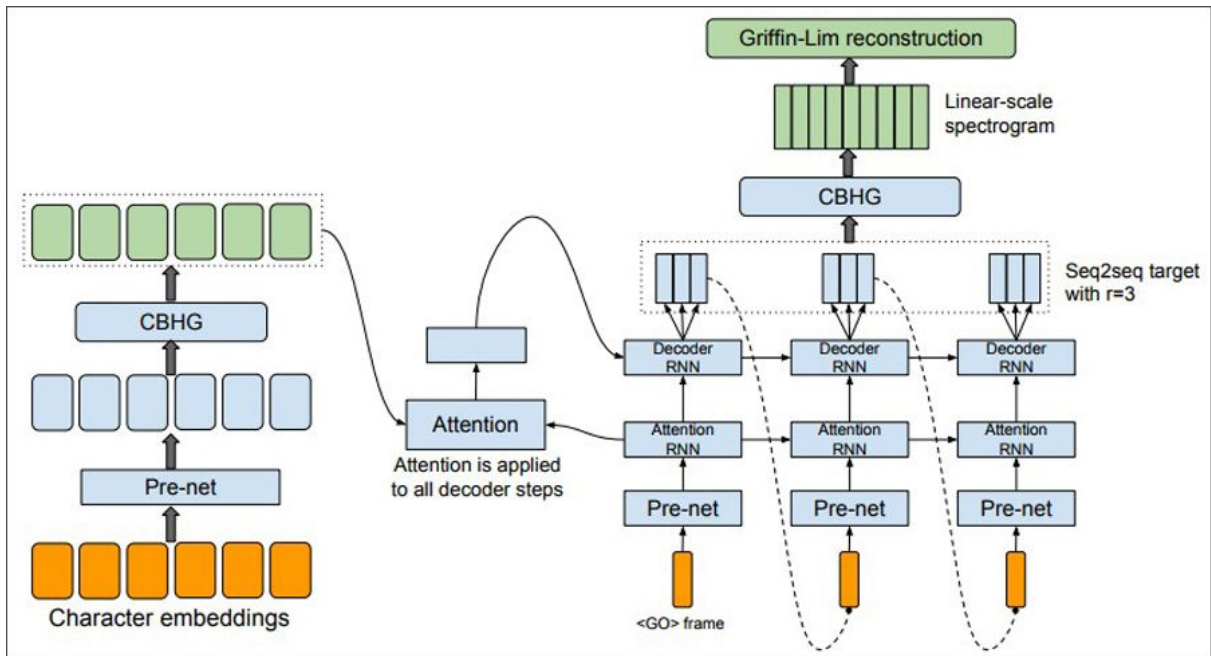 Griffin-Lim reconstruction
Linear-scale
spectrogram
CBHG
Seq2seq target
with r=3
CBHG
Decoder
RNN
Decoder
RNN
Decoder
RNN
Attention
Attention is applied
to all decoder steps
Attention
RNN
Attention
RNN
Attention
RNN
Pre-net
Pre-net
Pre-net
Pre-net
Character embeddings
<GO> frame